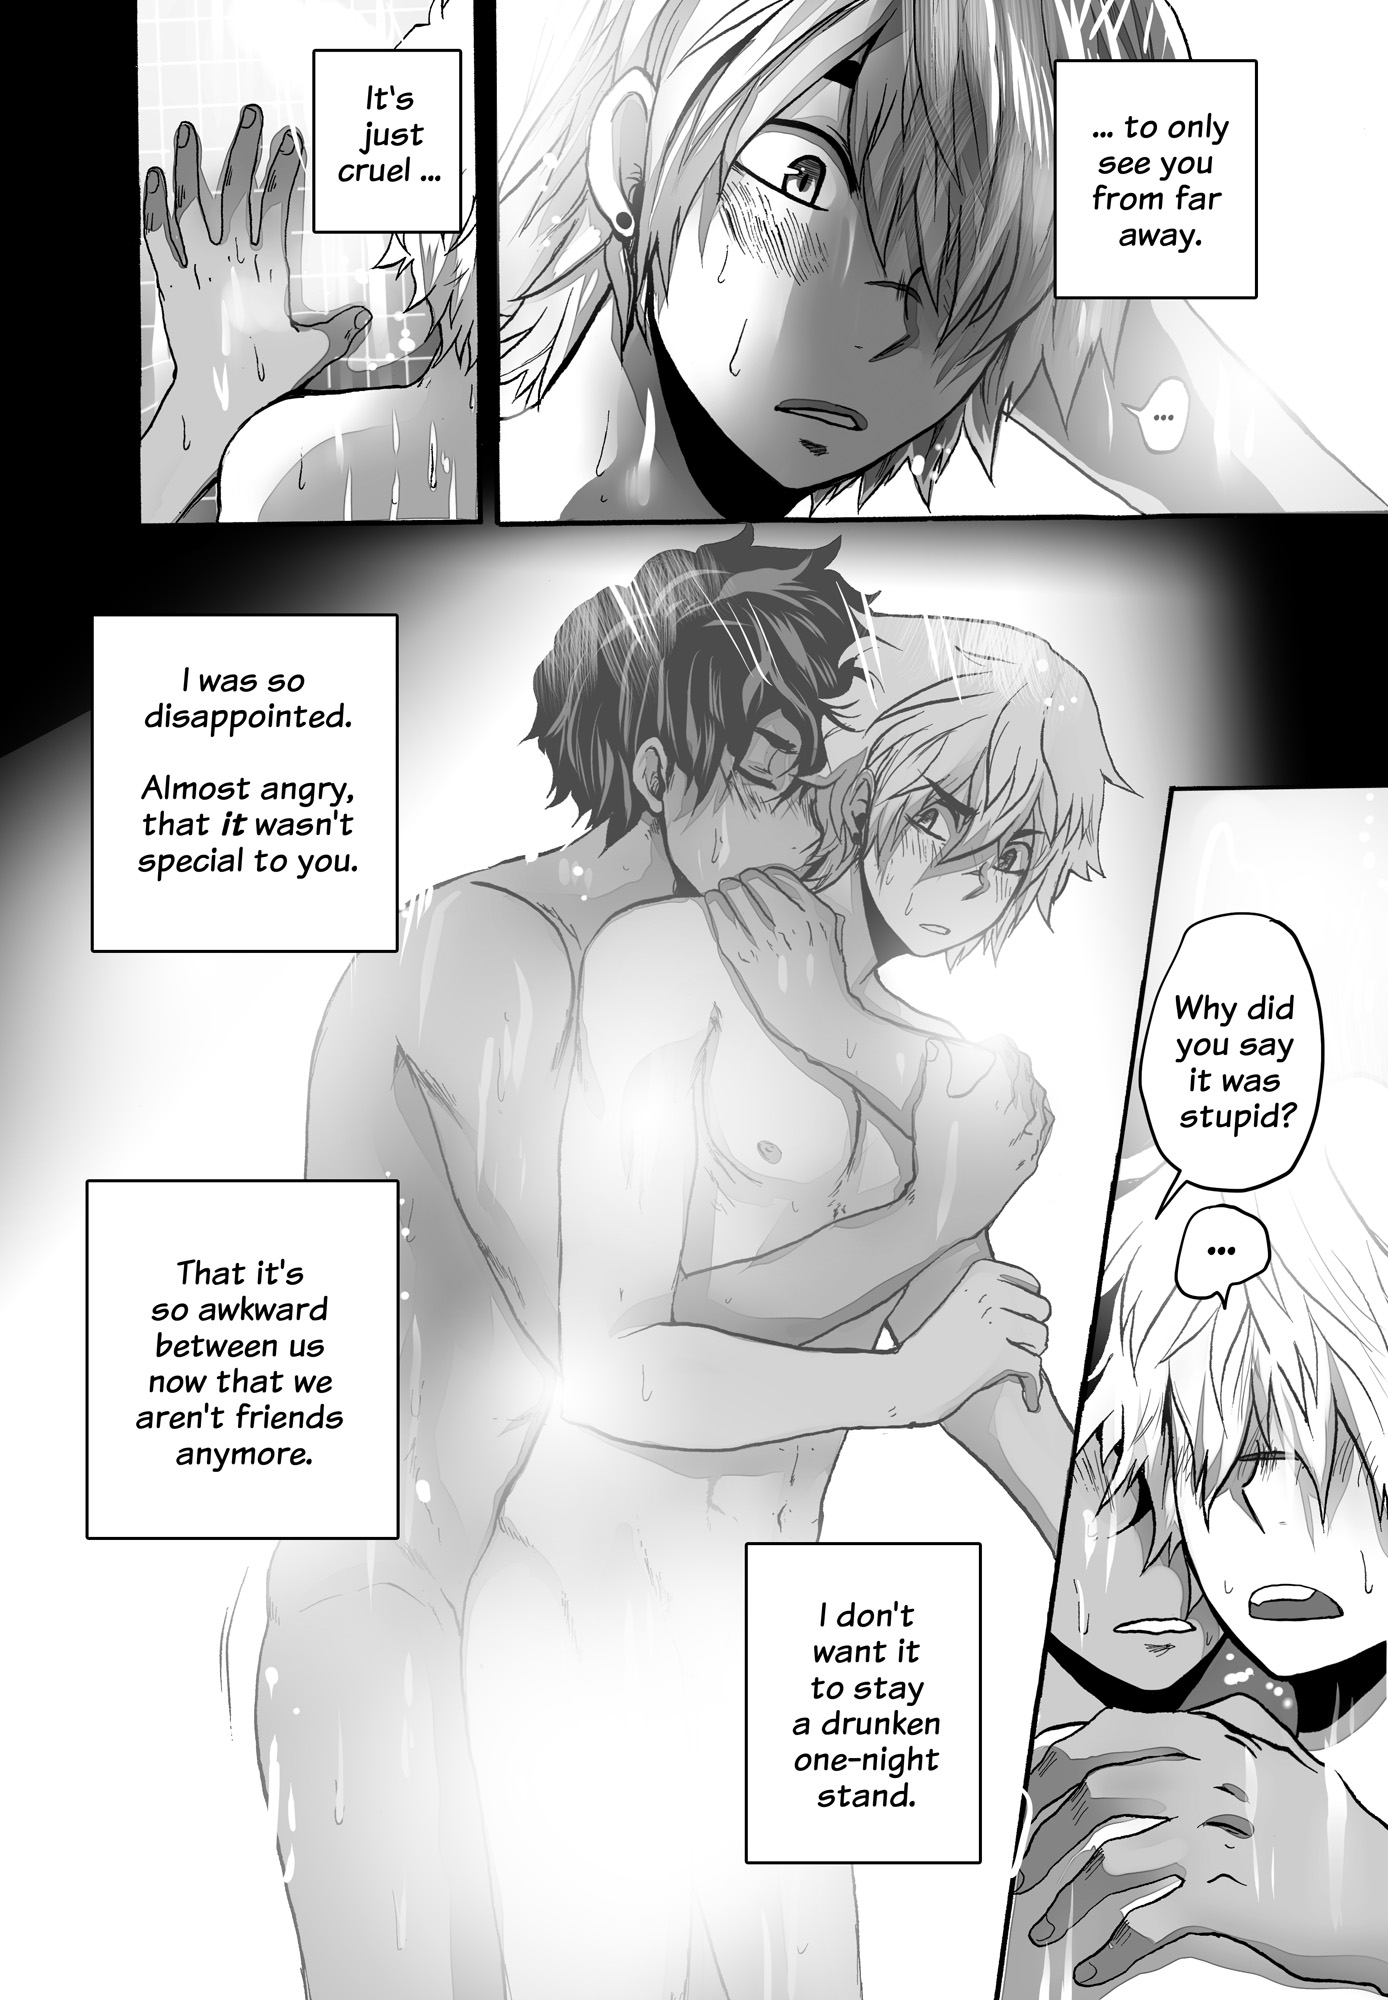 It's
just
cruel ...
... to only
see you
from far
away.
...
I was so
disappointed.
Almost angry,
that it wasn't
special to you.
Why did
you say
it was
stupid?
...
That it's
so awkward
between us
now that we
aren't friends
anymore.
I don't
want it
to stay
a drunken
one-night
stand.